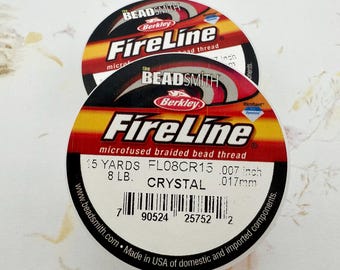 THE BEADSMITH
Berkley
FireLine
microfused braided bead thread
THE BEADSMITH
Berkley
FireLine
microfused braided bead thread
15 YARDS FL08CR15 .007 inch
8 LB. CRYSTAL .017mm
7 90524 25752 2
www.beadsmith.com
Made in USA of domestic and imported components.